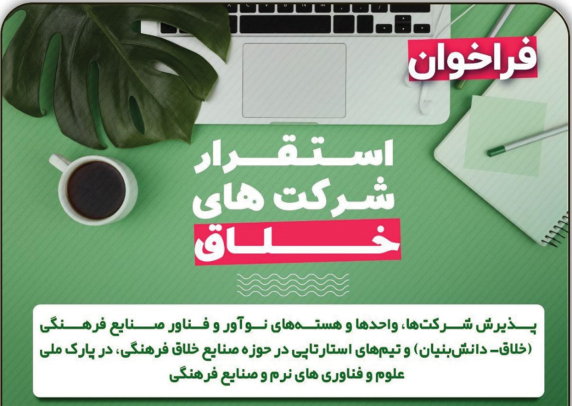 فراخوان
استقرار
شرکت های
خلاق
پذیرش شرکت‌ها، واحدها و هسته‌های نوآور و فناور صنایع فرهنگی
(خلاق- دانش‌بنیان) و تیم‌های استارتاپی در حوزه صنایع خلاق فرهنگی، در پارک ملی
علوم و فناوری های نرم و صنایع فرهنگی